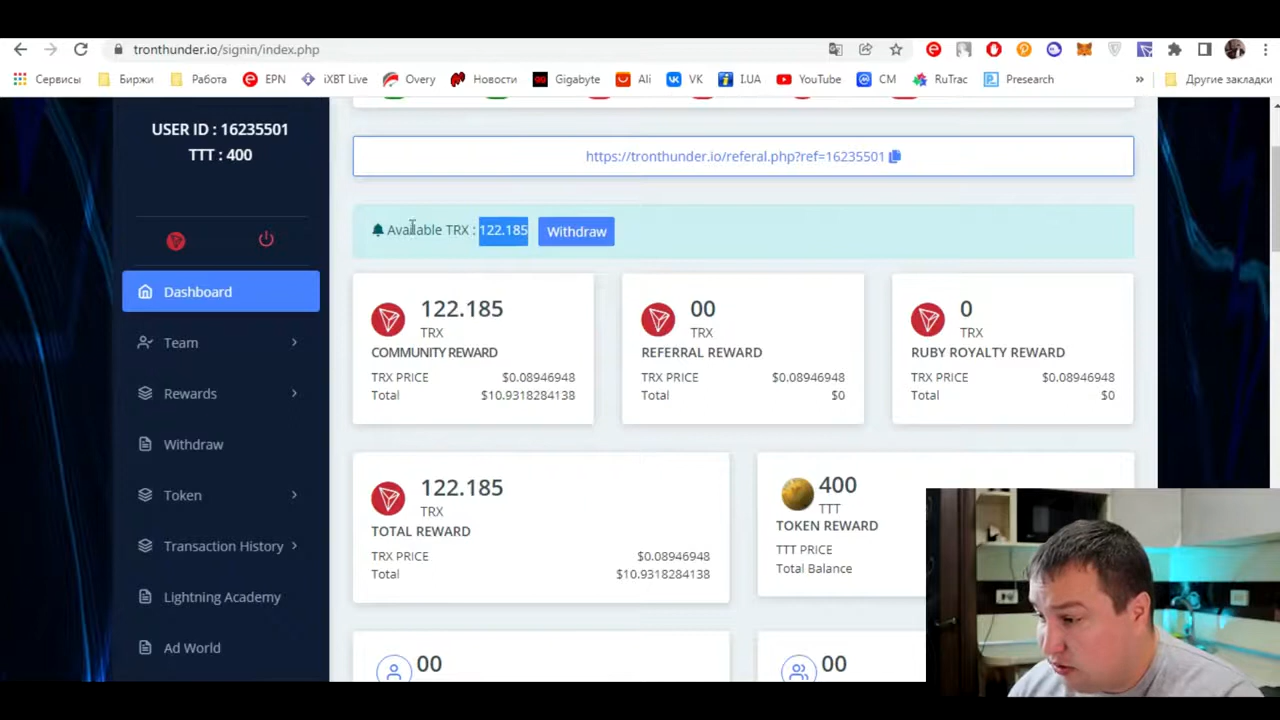 tronthunder.io/signin/index.php
Сервисы Биржи Работа EPN iXBT Live Overy Новости Gigabyte Ali VK I.UA YouTube CM RuTrac Presearch » Другие закладки
USER ID : 16235501
TTT : 400
https://tronthunder.io/referal.php?ref=16235501
Available TRX : 122.185 Withdraw
Dashboard
Team
Rewards
Withdraw
Token
Transaction History
Lightning Academy
Ad World
122.185
TRX
COMMUNITY REWARD
TRX PRICE $0.08946948
Total $10.9318284138
00
TRX
REFERRAL REWARD
TRX PRICE $0.08946948
Total $0
0
TRX
RUBY ROYALTY REWARD
TRX PRICE $0.08946948
Total $0
122.185
TRX
TOTAL REWARD
TRX PRICE $0.08946948
Total $10.9318284138
400
TTT
TOKEN REWARD
TTT PRICE
Total Balance
00
00